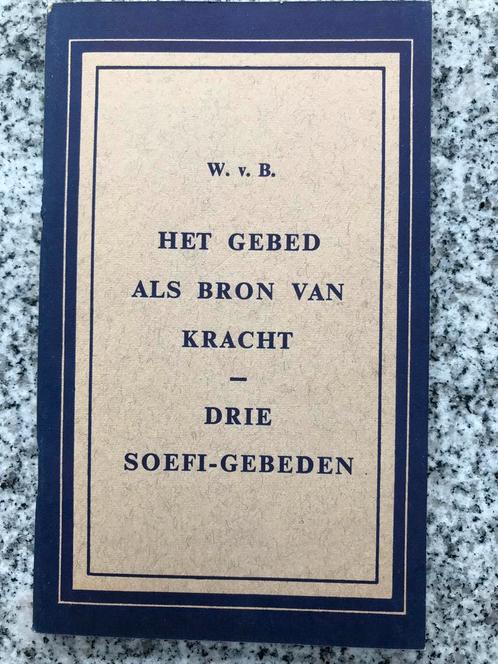 W. v. B.
HET GEBED
ALS BRON VAN
KRACHT
–
DRIE
SOEFI-GEBEDEN